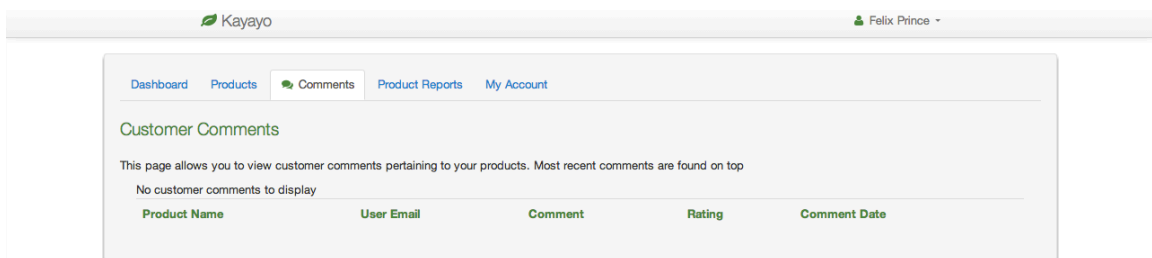 Kayayo Felix Prince
Dashboard Products Comments Product Reports My Account
Customer Comments
This page allows you to view customer comments pertaining to your products. Most recent comments are found on top
No customer comments to display
Product Name User Email Comment Rating Comment Date